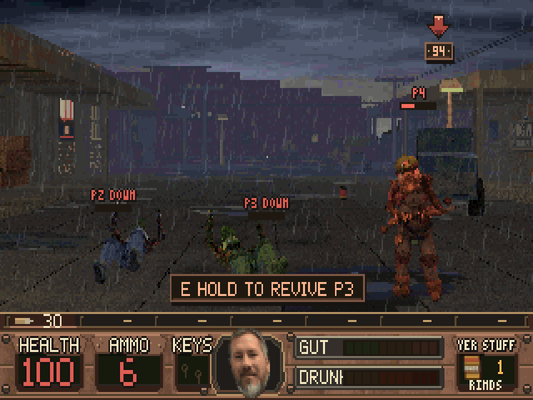 94
P4
P2 DOWN
P3 DOWN
E HOLD TO REVIVE P3
30
HEALTH AMMO KEYS
100 6
GUT
DRUNK
YER STUFF
1
RINDS